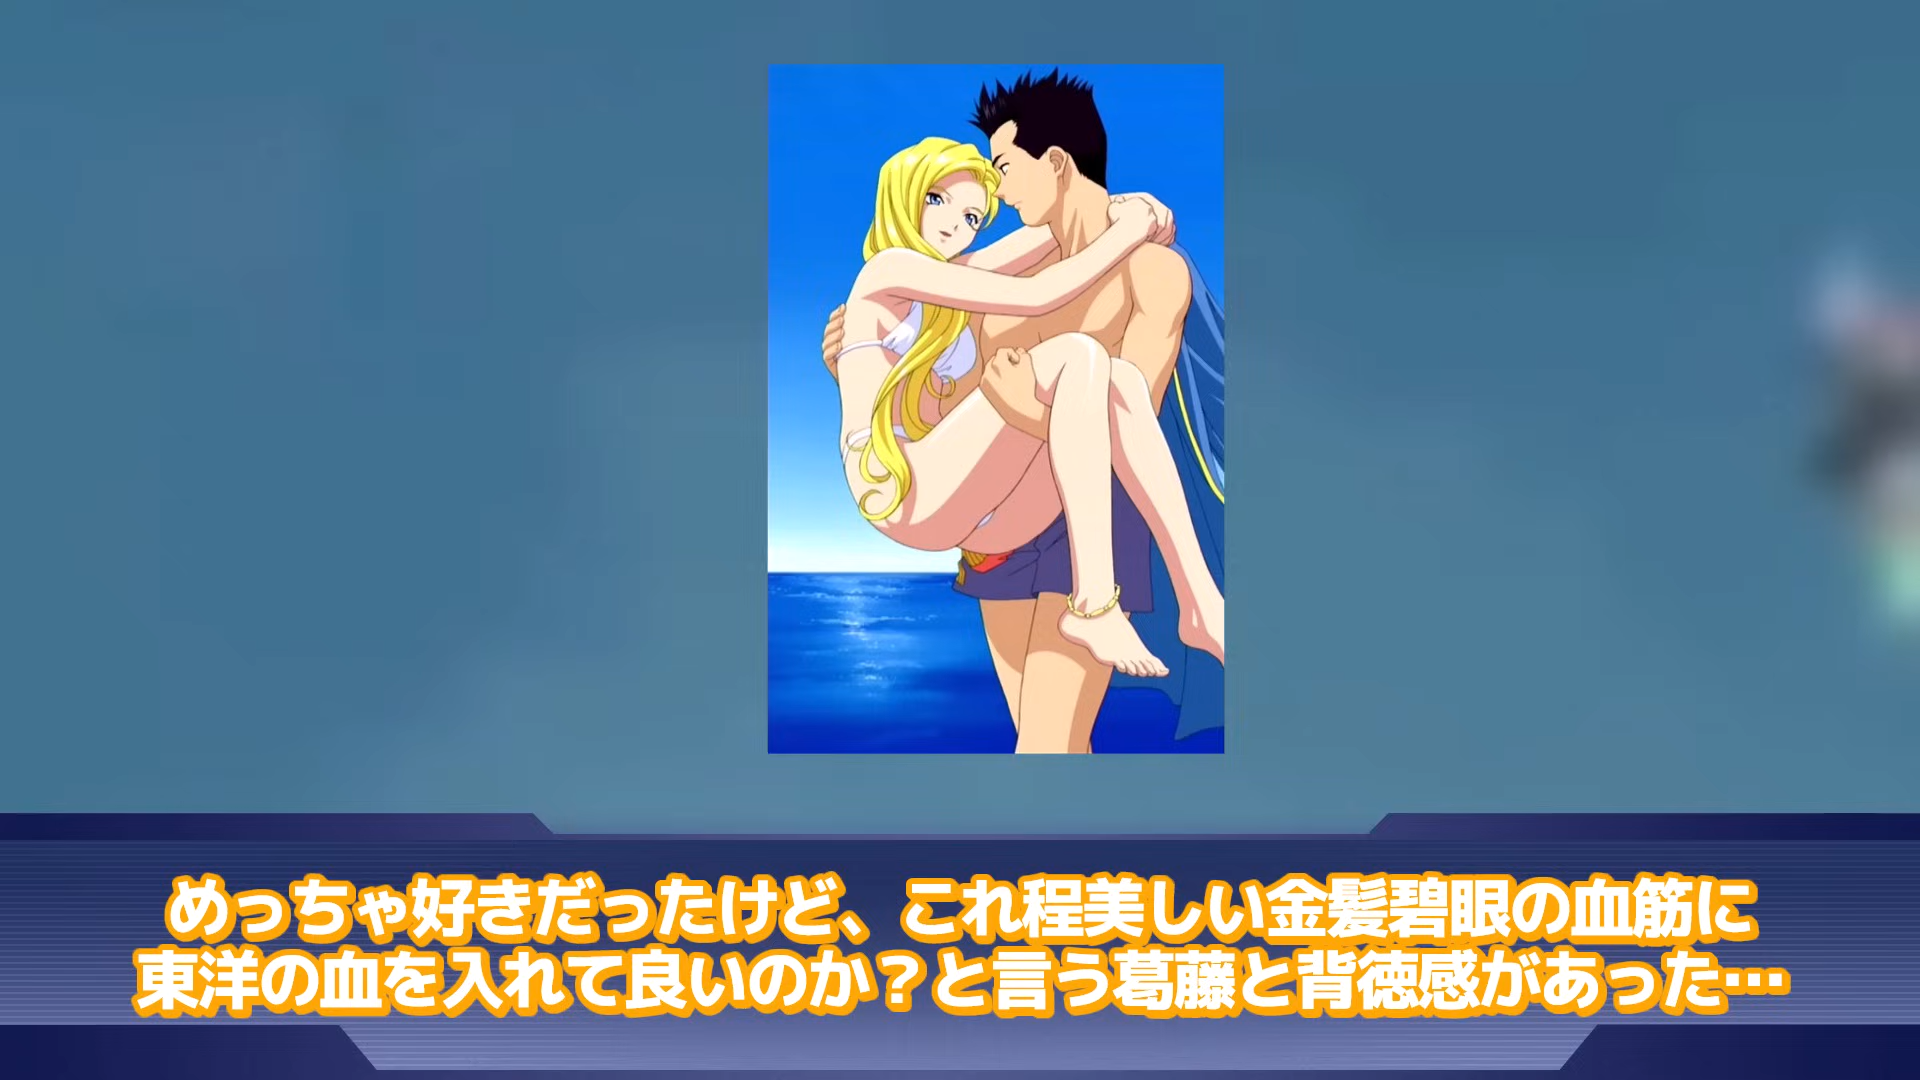 めっちゃ好きだったけど、これ程美しい金髪碧眼の血筋に
東洋の血を入れて良いのか？と言う葛藤と背徳感があった…